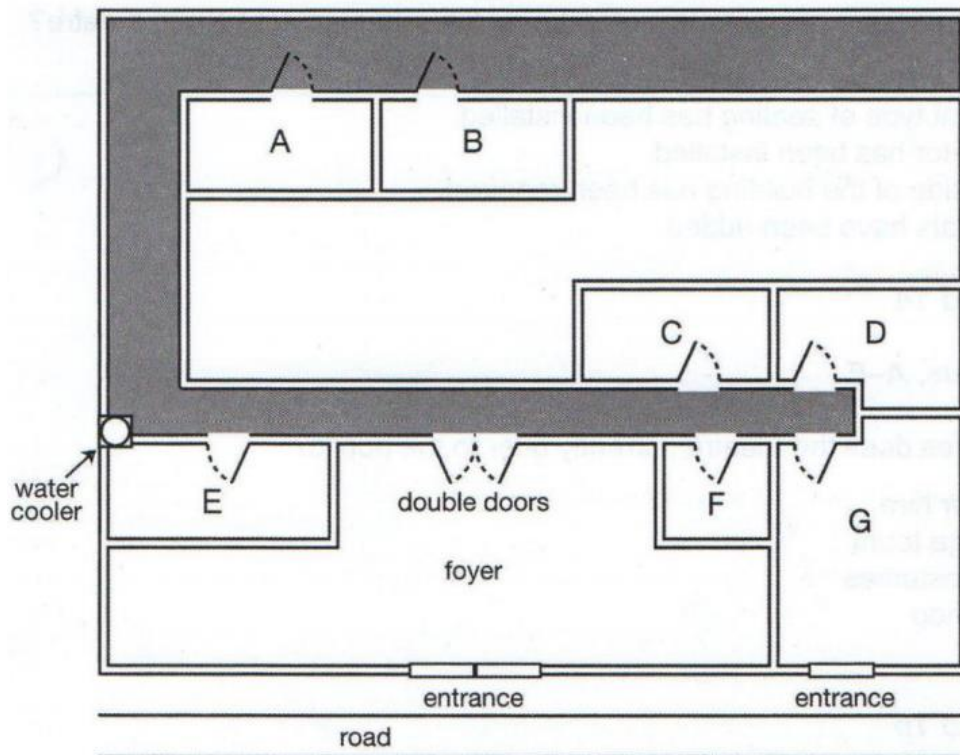 A
B
C
D
water
cooler
E
double doors
F
G
foyer
entrance
entrance
road